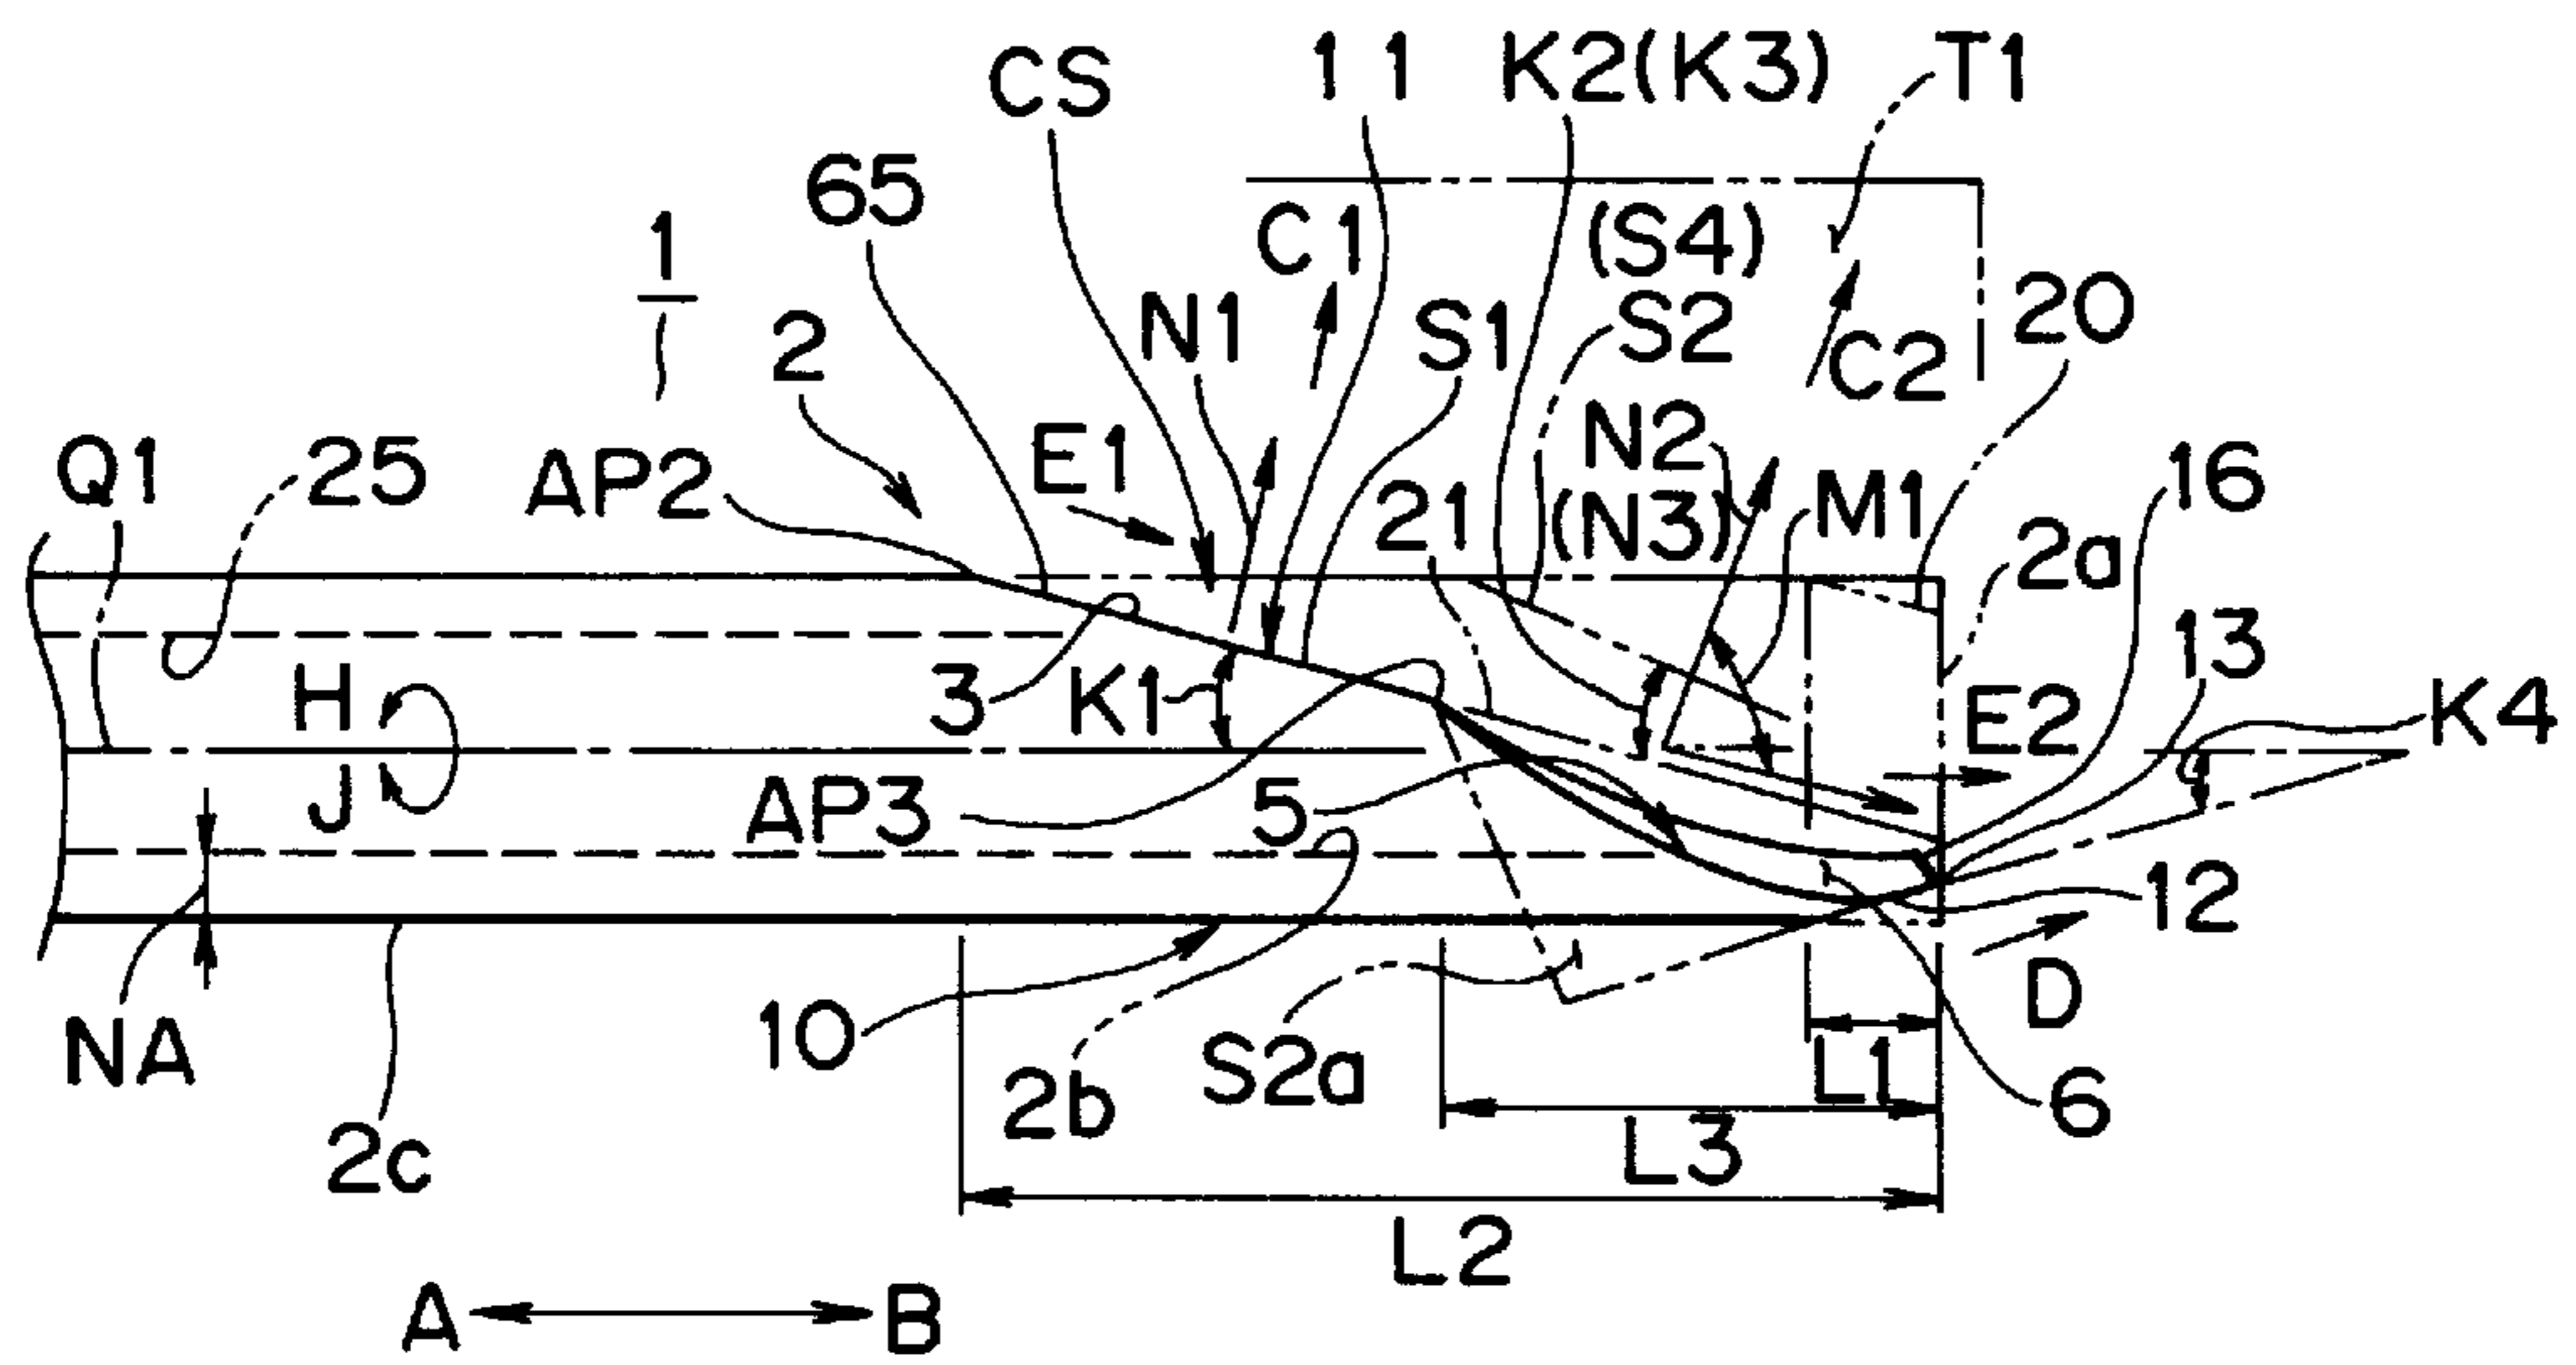 CS
11
K2(K3)
T1
65
C1
(S4)
1
2
N1
S1
S2
20
C2
Q1
25
AP2
E1
21
N2
(N3)
M1
16
2a
13
H
3
K1
E2
K4
J
AP3
5
12
NA
10
2b
S2a
D
L1
6
2c
L3
L2
A
B